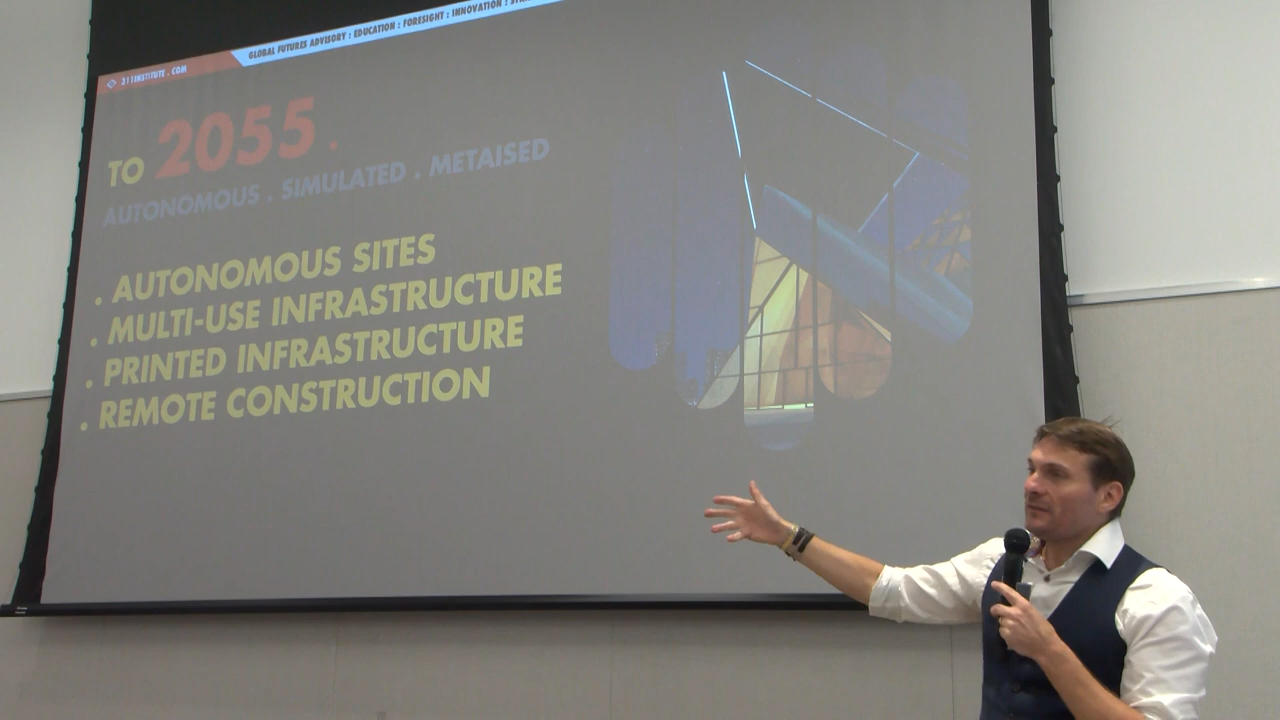 311INSTITUTE . COM
GLOBAL FUTURES ADVISORY : EDUCATION : FORESIGHT : INNOVATION :
TO 2055 .
AUTONOMOUS . SIMULATED . METAISED
. AUTONOMOUS SITES
. MULTI-USE INFRASTRUCTURE
. PRINTED INFRASTRUCTURE
. REMOTE CONSTRUCTION